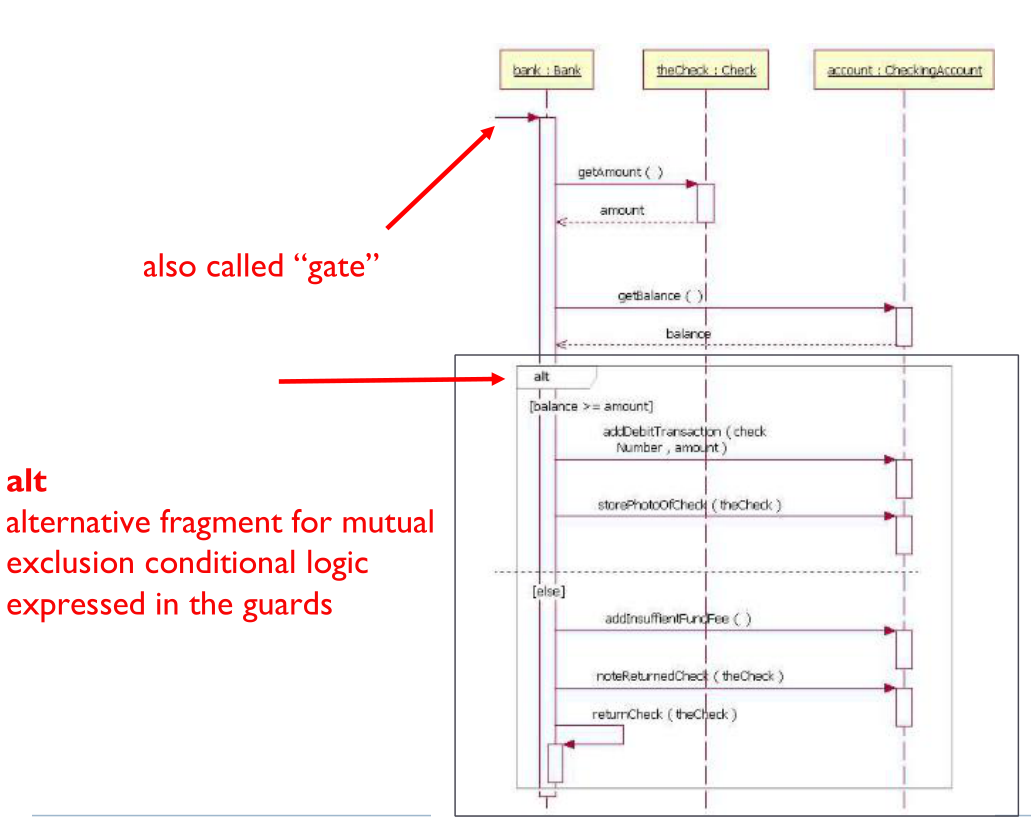 bank : Bank
theCheck : Check
account : CheckingAccount
getAmount ( )
amount
also called “gate”
getBalance ( )
balance
alt
[balance >= amount]
addDebitTransaction ( check
Number , amount )
alt
alternative fragment for mutual
exclusion conditional logic
expressed in the guards
storePhotoOfCheck ( theCheck )
[else]
addInsuffientFundFee ( )
noteReturnedCheck ( theCheck )
returnCheck ( theCheck )